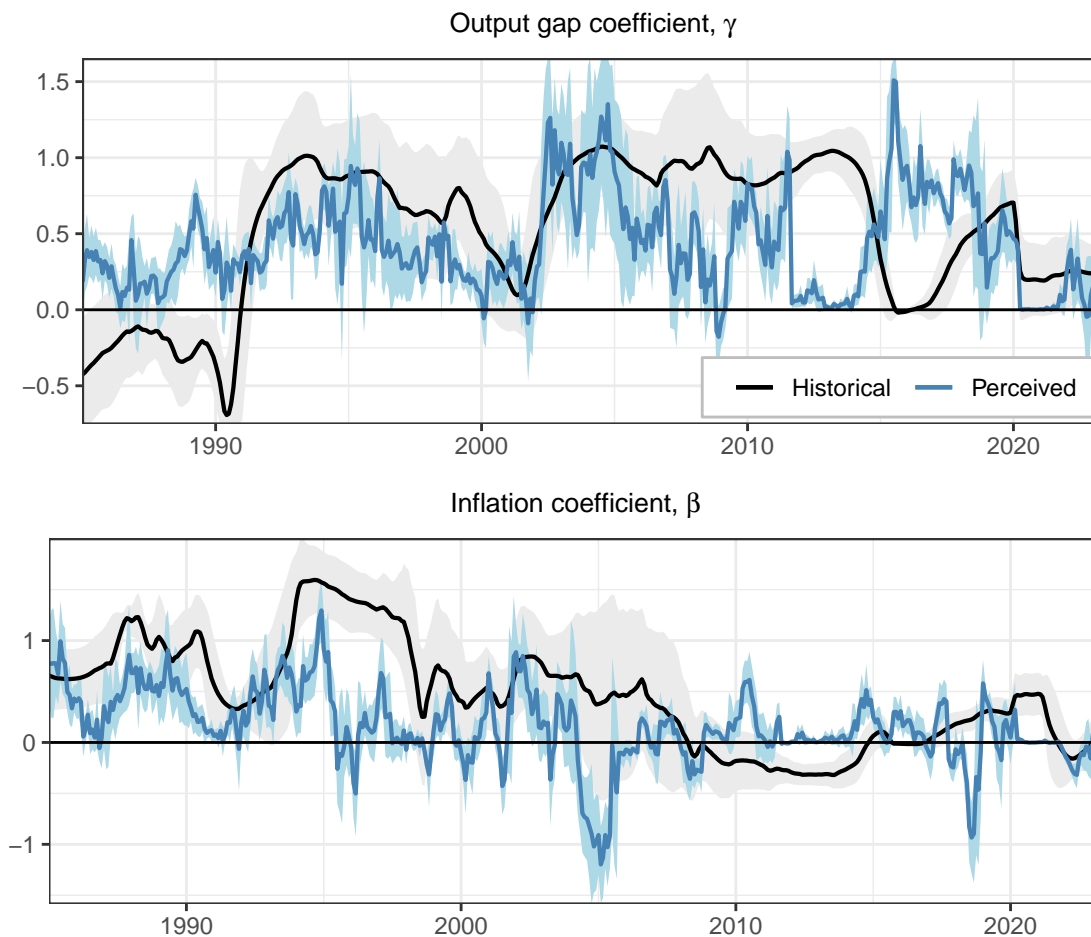 Output gap coefficient, γ
1.5
1.0
0.5
0.0
−0.5
Historical Perceived
1990 2000 2010 2020
Inflation coefficient, β
1
0
−1
1990 2000 2010 2020